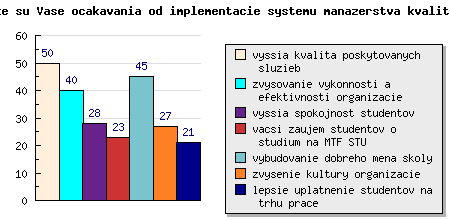 su Vase ocakavania od implementacie systemu manazerstva kvalit
60
50
40
30
20
10
0
50
40
28
23
45
27
21
vyssia kvalita poskytovanych
sluzieb
zvysovanie vykonnosti a
efektivnosti organizacie
vyssia spokojnost studentov
vacsi zaujem studentov o
studium na MTF STU
vybudovanie dobreho mena skoly
zvysenie kultury organizacie
lepsie uplatnenie studentov na
trhu prace